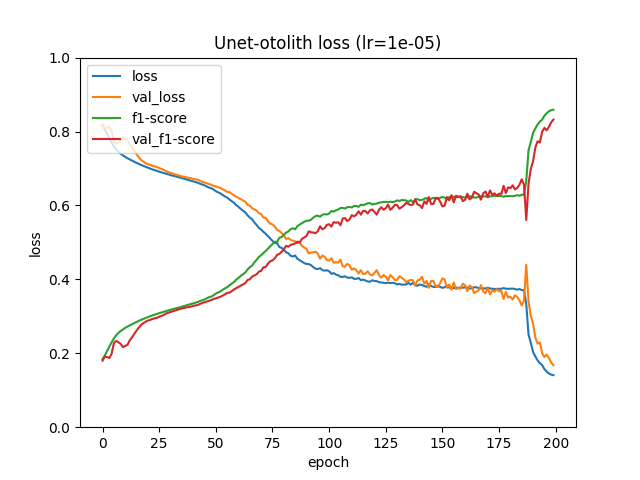 Unet-otolith loss (lr=1e-05)
loss
val_loss
f1-score
val_f1-score
1.0
0.8
0.6
0.4
0.2
0.0
loss
0 25 50 75 100 125 150 175 200
epoch